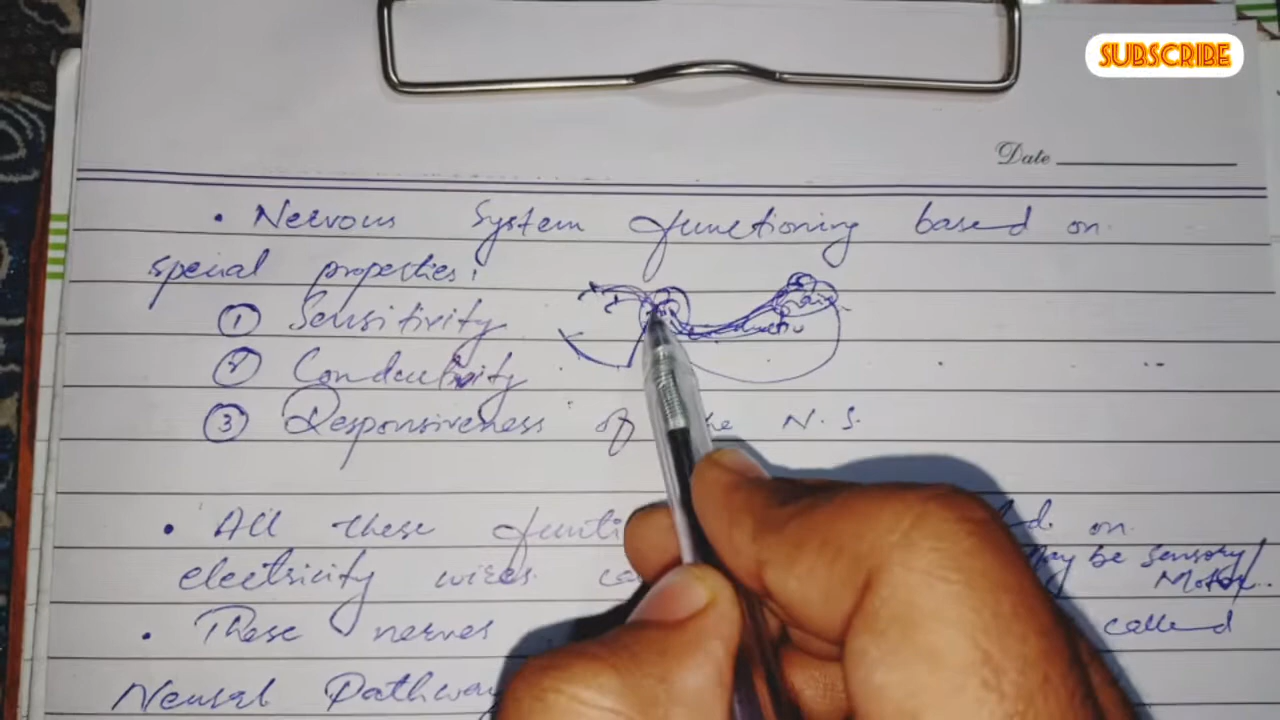 SUBSCRIBE
Date
• Nervous System functioning based on
special properties:
① Sensitivity
② Conductivity
③ Responsiveness of the N.S.
• All these functi on
electricity wires may be sensory/
Motor
• These nerves called
Neural Pathway